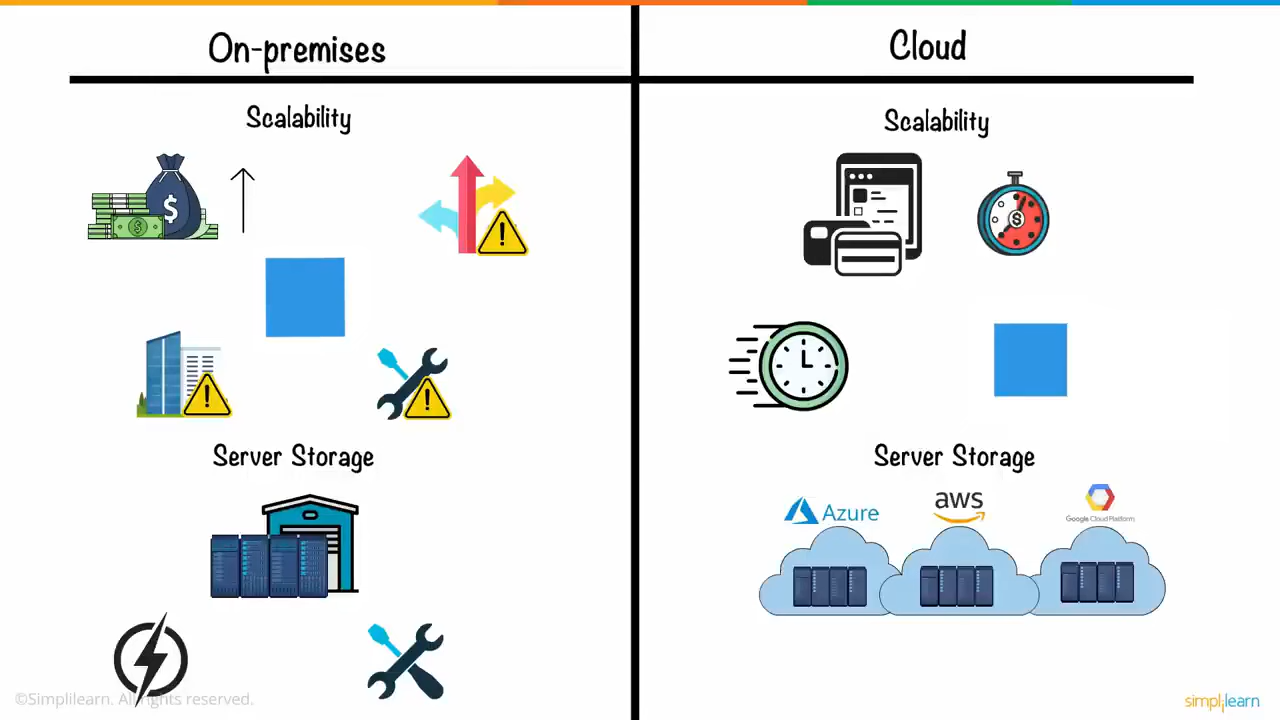 On-premises
Cloud
Scalability
Scalability
$
$
$
Server Storage
Server Storage
Azure
aws
Google Cloud Platform
©Simplilearn. All rights reserved.
simplilearn